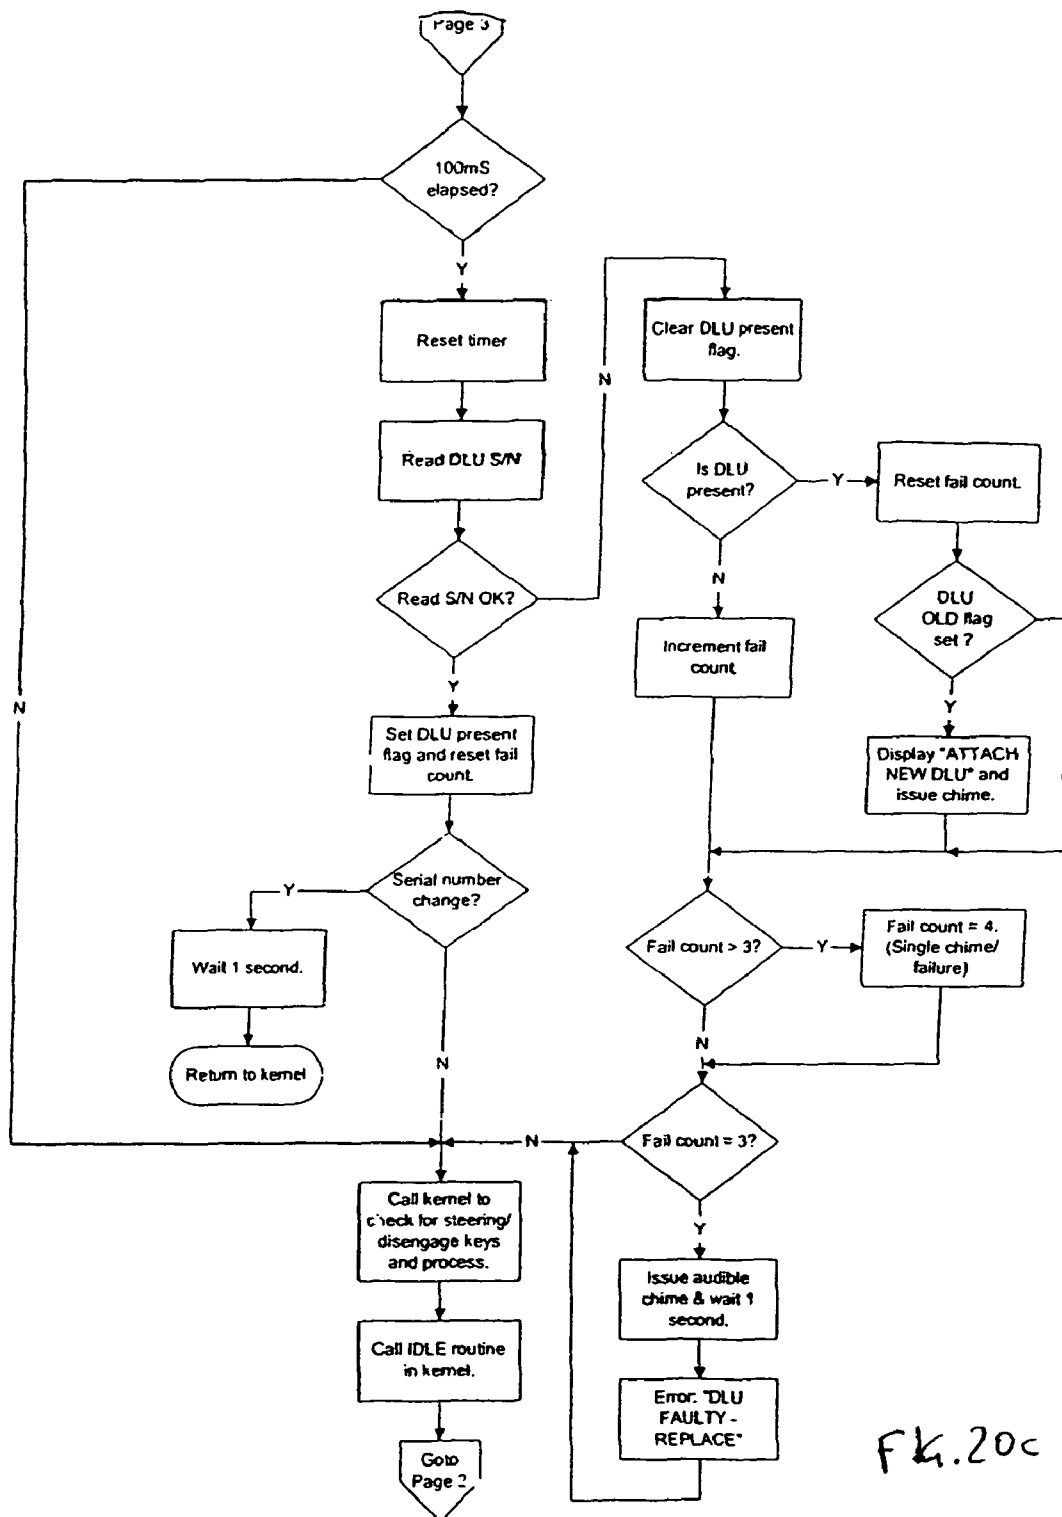 Page 3
100mS
elapsed?
Y
N
Reset timer
Read DLU S/N
Read S/N OK?
N
Y
Set DLU present
flag and reset fail
count.
Serial number
change?
Y
Wait 1 second.
Return to kernel
N
Clear DLU present
flag.
Is DLU
present?
Y
Reset fail count.
N
Increment fail
count.
DLU
OLD flag
set ?
Y
Display "ATTACH
NEW DLU" and
issue chime.
Fail count > 3?
Y
Fail count = 4.
(Single chime/
failure)
N
Fail count = 3?
N
Y
Issue audible
chime & wait 1
second.
Error: "DLU
FAULTY -
REPLACE"
Call kernel to
check for steering/
disengage keys
and process.
Call IDLE routine
in kernel.
Goto
Page 2
FIG. 20c